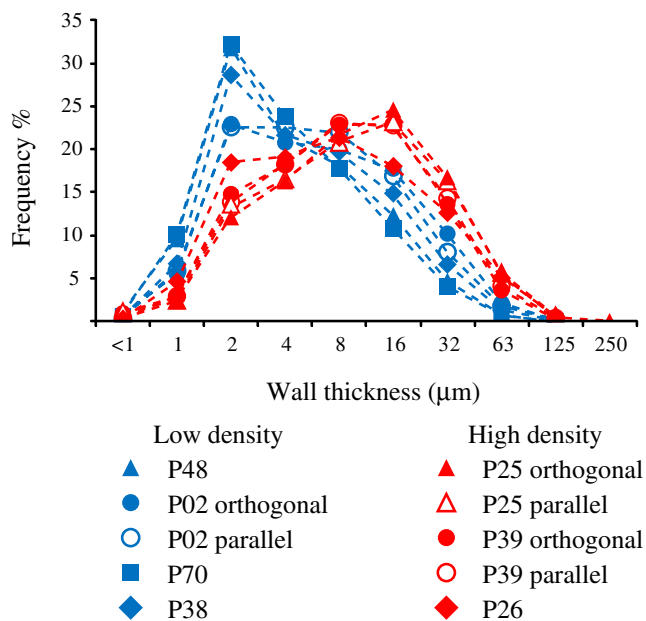 35
30
25
20
15
10
5
Frequency %
<1 1 2 4 8 16 32 63 125 250
Wall thickness (μm)
Low density
P48
P02 orthogonal
P02 parallel
P70
P38
High density
P25 orthogonal
P25 parallel
P39 orthogonal
P39 parallel
P26